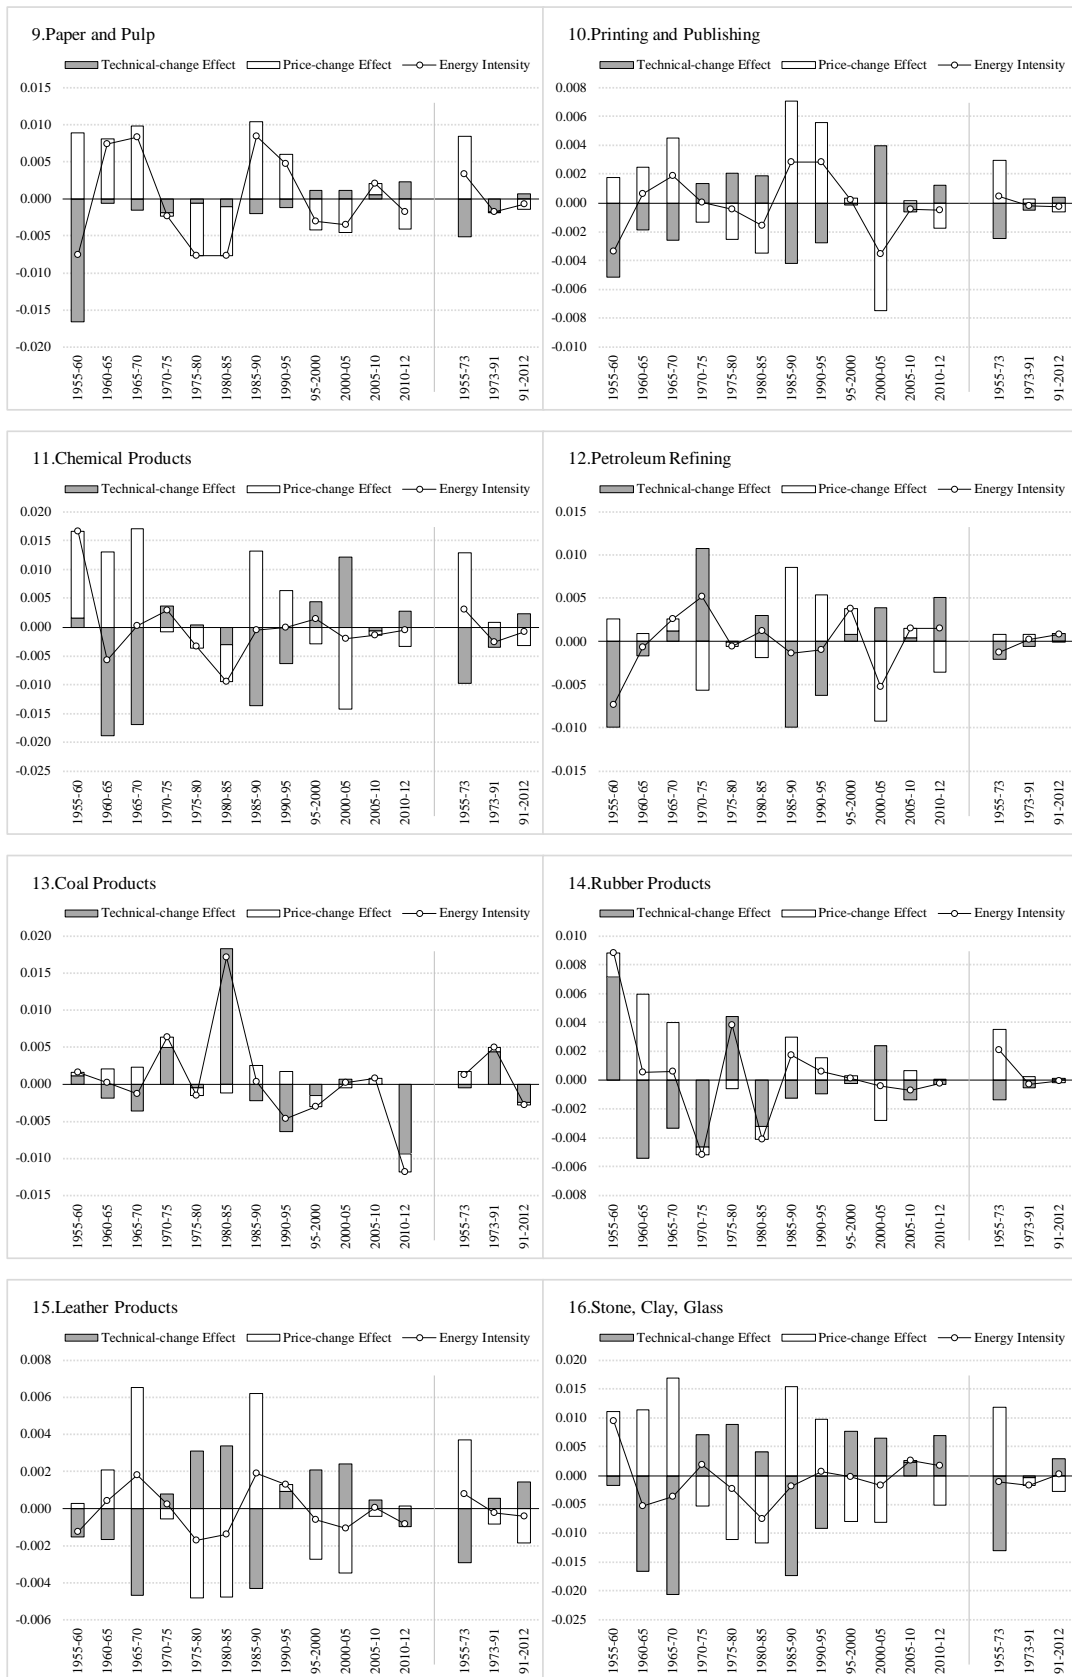 9.Paper and Pulp
Technical-change Effect Price-change Effect Energy Intensity
0.015
0.010
0.005
0.000
-0.005
-0.010
-0.015
-0.020
1955-60 1960-65 1965-70 1970-75 1975-80 1980-85 1985-90 1990-95 95-2000 2000-05 2005-10 2010-12 1955-73 1973-91 91-2012
10.Printing and Publishing
Technical-change Effect Price-change Effect Energy Intensity
0.008
0.006
0.004
0.002
0.000
-0.002
-0.004
-0.006
-0.008
-0.010
1955-60 1960-65 1965-70 1970-75 1975-80 1980-85 1985-90 1990-95 95-2000 2000-05 2005-10 2010-12 1955-73 1973-91 91-2012
11.Chemical Products
Technical-change Effect Price-change Effect Energy Intensity
0.020
0.015
0.010
0.005
0.000
-0.005
-0.010
-0.015
-0.020
-0.025
1955-60 1960-65 1965-70 1970-75 1975-80 1980-85 1985-90 1990-95 95-2000 2000-05 2005-10 2010-12 1955-73 1973-91 91-2012
12.Petroleum Refining
Technical-change Effect Price-change Effect Energy Intensity
0.015
0.010
0.005
0.000
-0.005
-0.010
-0.015
1955-60 1960-65 1965-70 1970-75 1975-80 1980-85 1985-90 1990-95 95-2000 2000-05 2005-10 2010-12 1955-73 1973-91 91-2012
13.Coal Products
Technical-change Effect Price-change Effect Energy Intensity
0.020
0.015
0.010
0.005
0.000
-0.005
-0.010
-0.015
1955-60 1960-65 1965-70 1970-75 1975-80 1980-85 1985-90 1990-95 95-2000 2000-05 2005-10 2010-12 1955-73 1973-91 91-2012
14.Rubber Products
Technical-change Effect Price-change Effect Energy Intensity
0.010
0.008
0.006
0.004
0.002
0.000
-0.002
-0.004
-0.006
-0.008
1955-60 1960-65 1965-70 1970-75 1975-80 1980-85 1985-90 1990-95 95-2000 2000-05 2005-10 2010-12 1955-73 1973-91 91-2012
15.Leather Products
Technical-change Effect Price-change Effect Energy Intensity
0.008
0.006
0.004
0.002
0.000
-0.002
-0.004
-0.006
1955-60 1960-65 1965-70 1970-75 1975-80 1980-85 1985-90 1990-95 95-2000 2000-05 2005-10 2010-12 1955-73 1973-91 91-2012
16.Stone, Clay, Glass
Technical-change Effect Price-change Effect Energy Intensity
0.020
0.015
0.010
0.005
0.000
-0.005
-0.010
-0.015
-0.020
-0.025
1955-60 1960-65 1965-70 1970-75 1975-80 1980-85 1985-90 1990-95 95-2000 2000-05 2005-10 2010-12 1955-73 1973-91 91-2012